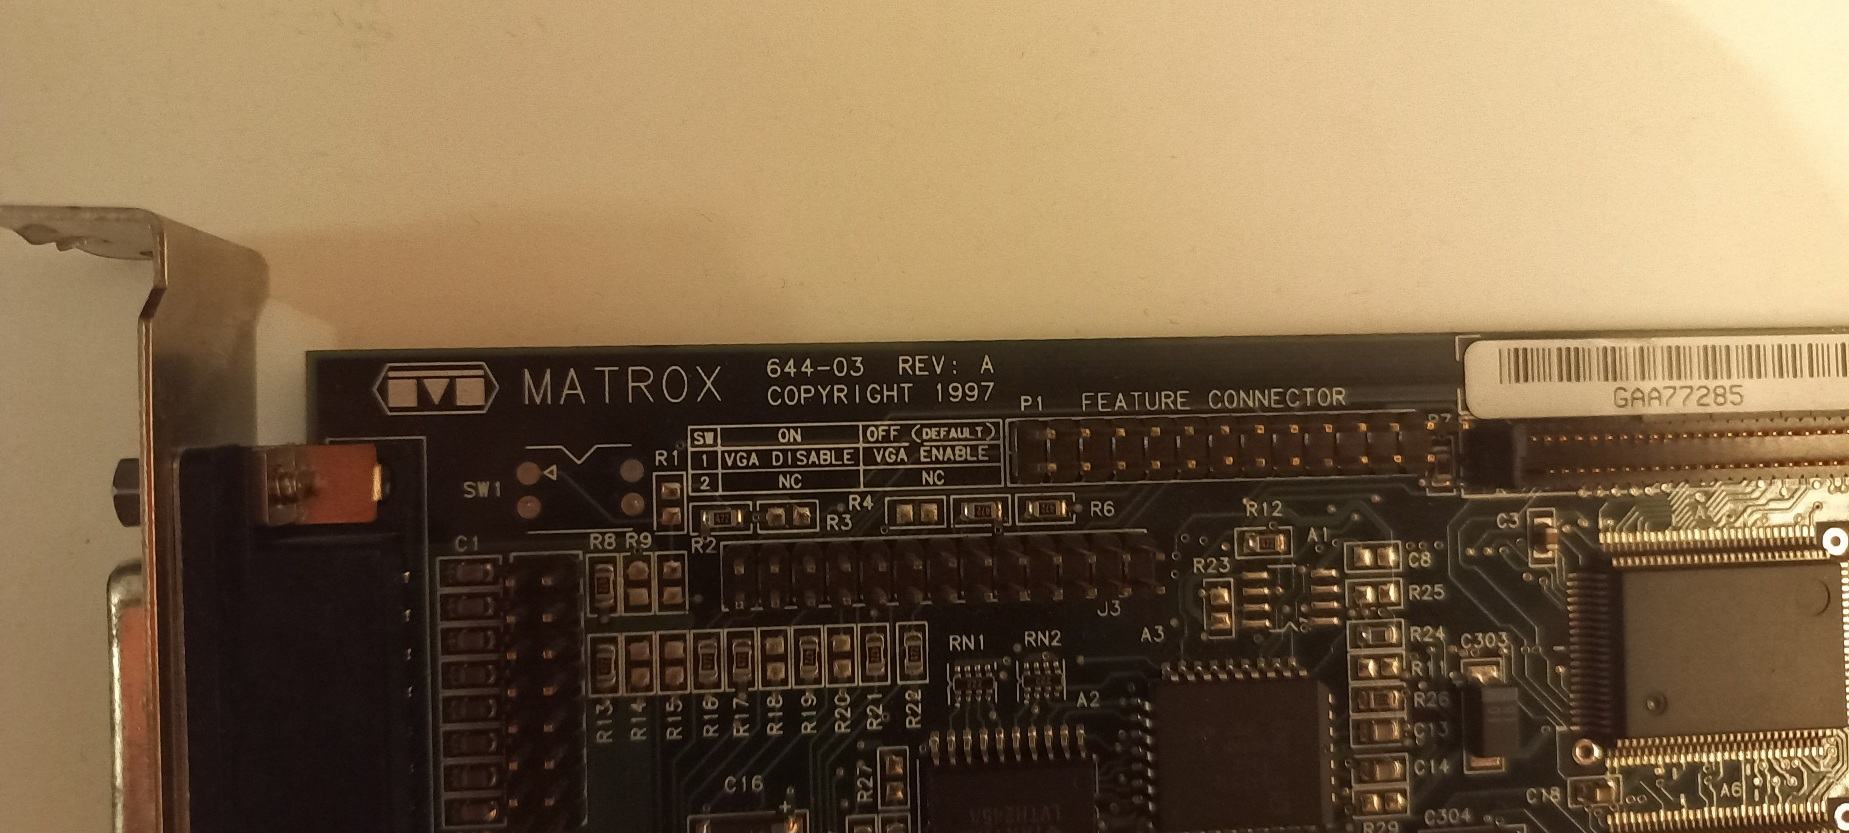 MATROX
644-03 REV: A
COPYRIGHT 1997
P1 FEATURE CONNECTOR
GAA77285
SW ON OFF (DEFAULT)
1 VGA DISABLE VGA ENABLE
2 NC NC
SW1
R1
R2
R3
R4
R6
R12
A1
C3
C1
R8 R9
J3
R23
C8
R25
A3
R24
C303
R11
RN1
RN2
R26
A2
C13
R13
R14
R15
R16
R17
R18
R19
R20
R21
R22
C14
C16
+
R27
LVTH245A
C18
A6
R29
C304